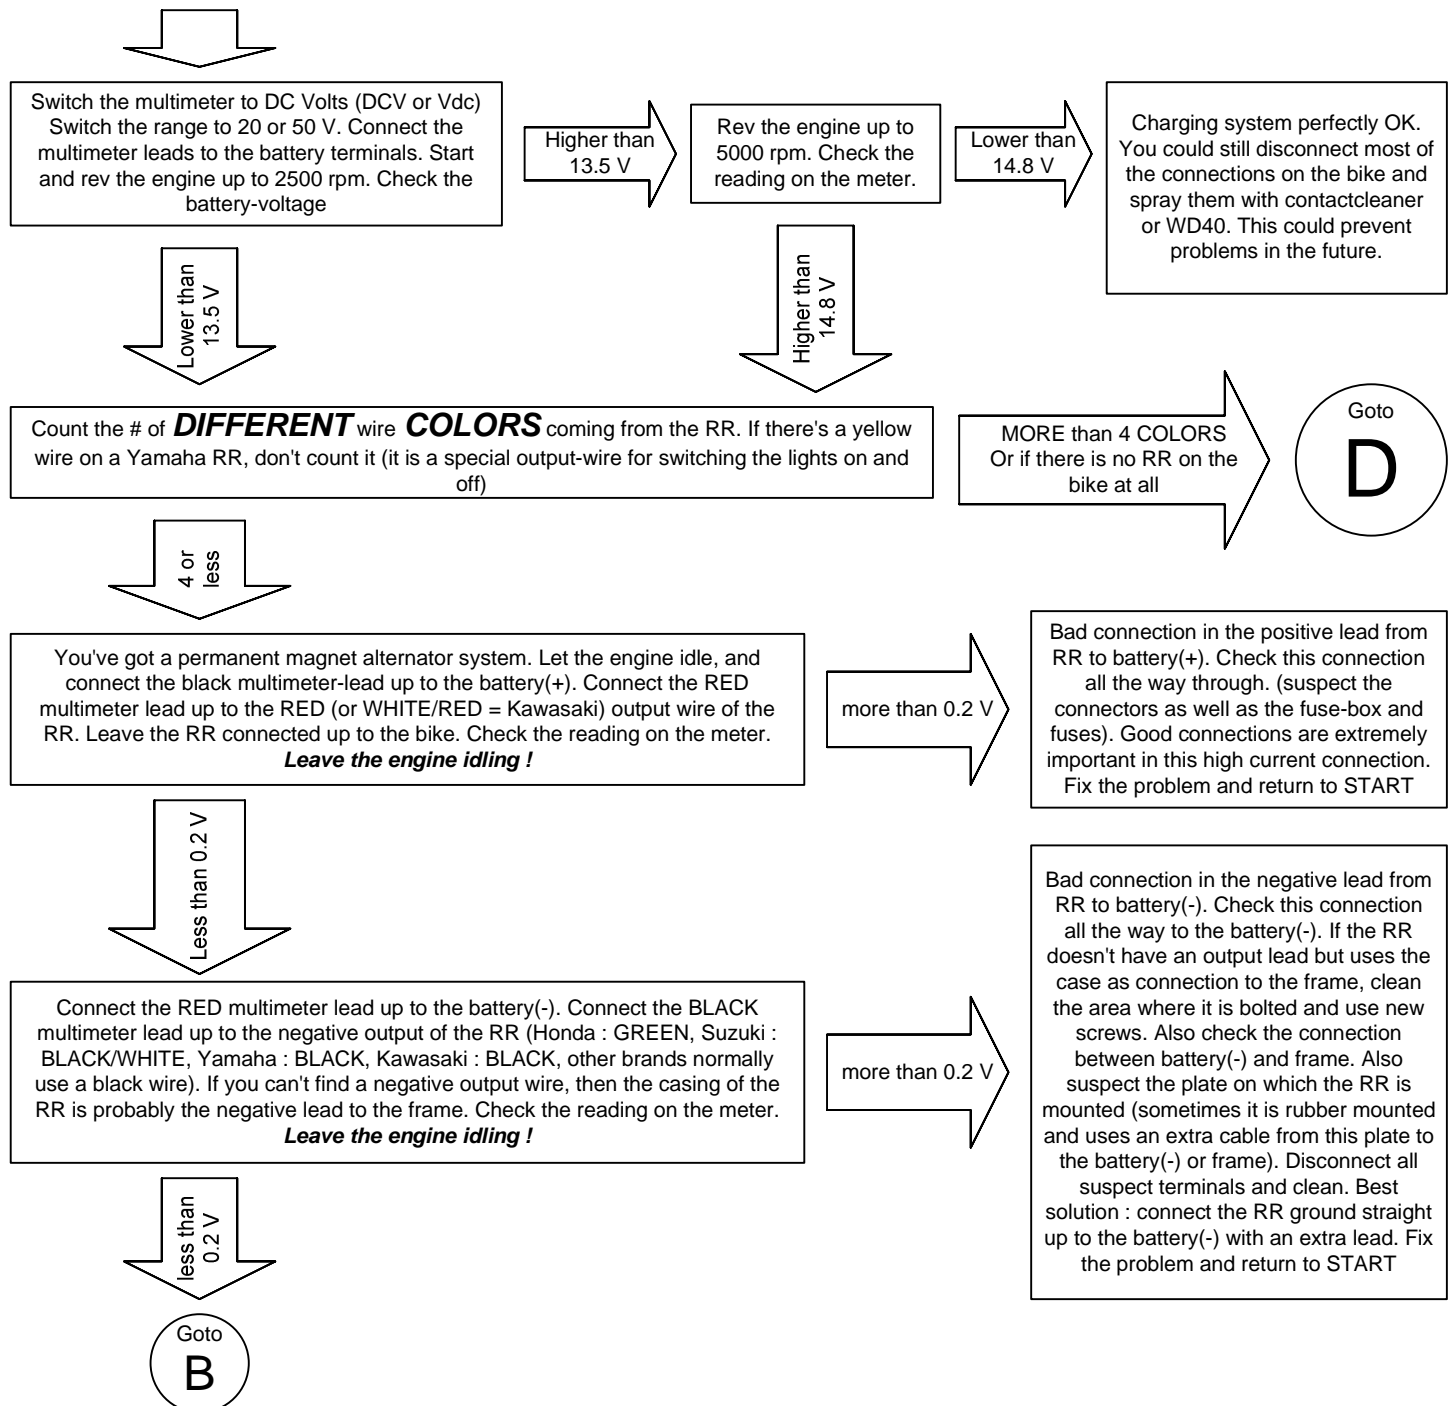 Switch the multimeter to DC Volts (DCV or Vdc)
Switch the range to 20 or 50 V. Connect the
multimeter leads to the battery terminals. Start
and rev the engine up to 2500 rpm. Check the
battery-voltage
Higher than
13.5 V
Rev the engine up to
5000 rpm. Check the
reading on the meter.
Lower than
14.8 V
Charging system perfectly OK.
You could still disconnect most of
the connections on the bike and
spray them with contactcleaner
or WD40. This could prevent
problems in the future.
Lower than
13.5 V
Higher than
14.8 V
Count the # of DIFFERENT wire COLORS coming from the RR. If there's a yellow
wire on a Yamaha RR, don't count it (it is a special output-wire for switching the lights on and
off)
MORE than 4 COLORS
Or if there is no RR on the
bike at all
Goto
D
4 or
less
You've got a permanent magnet alternator system. Let the engine idle, and
connect the black multimeter-lead up to the battery(+). Connect the RED
multimeter lead up to the RED (or WHITE/RED = Kawasaki) output wire of the
RR. Leave the RR connected up to the bike. Check the reading on the meter.
Leave the engine idling !
more than 0.2 V
Bad connection in the positive lead from
RR to battery(+). Check this connection
all the way through. (suspect the
connectors as well as the fuse-box and
fuses). Good connections are extremely
important in this high current connection.
Fix the problem and return to START
Less than 0.2 V
Connect the RED multimeter lead up to the battery(-). Connect the BLACK
multimeter lead up to the negative output of the RR (Honda : GREEN, Suzuki :
BLACK/WHITE, Yamaha : BLACK, Kawasaki : BLACK, other brands normally
use a black wire). If you can't find a negative output wire, then the casing of the
RR is probably the negative lead to the frame. Check the reading on the meter.
Leave the engine idling !
more than 0.2 V
Bad connection in the negative lead from
RR to battery(-). Check this connection
all the way to the battery(-). If the RR
doesn't have an output lead but uses the
case as connection to the frame, clean
the area where it is bolted and use new
screws. Also check the connection
between battery(-) and frame. Also
suspect the plate on which the RR is
mounted (sometimes it is rubber mounted
and uses an extra cable from this plate to
the battery(-) or frame). Disconnect all
suspect terminals and clean. Best
solution : connect the RR ground straight
up to the battery(-) with an extra lead. Fix
the problem and return to START
less than
0.2 V
Goto
B